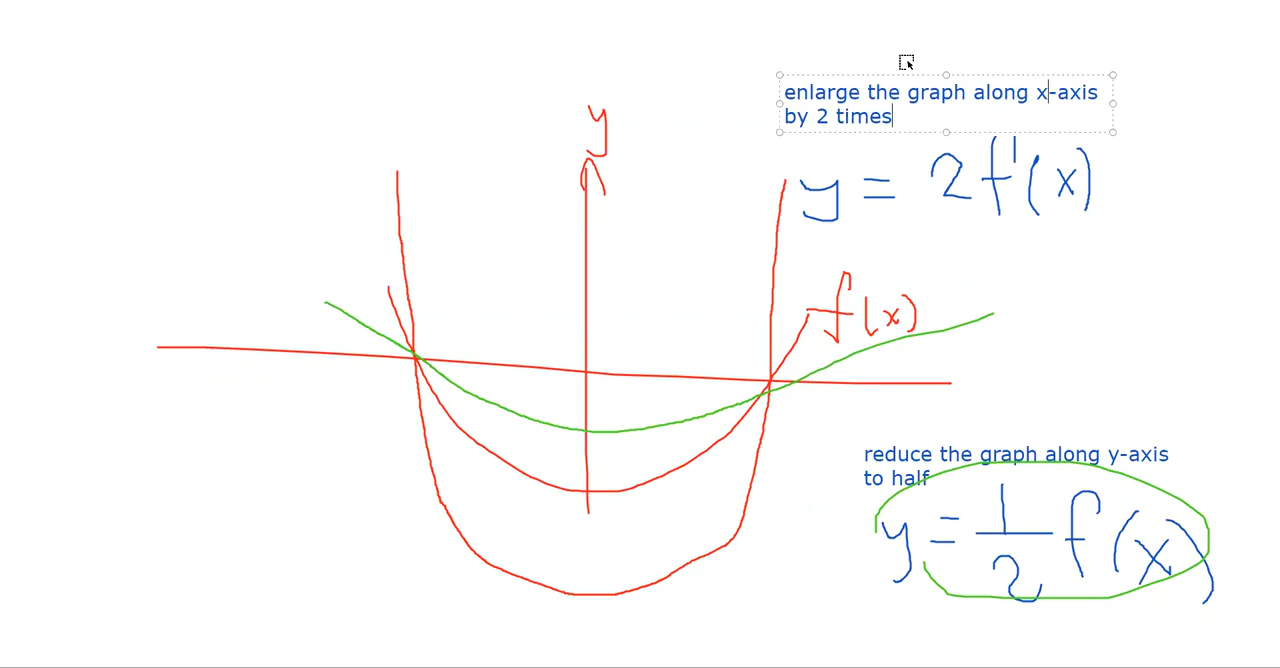 enlarge the graph along x-axis
by 2 times
y
y = 2f'(x)
f(x)
reduce the graph along y-axis
to half
y = 1/2 f(x)